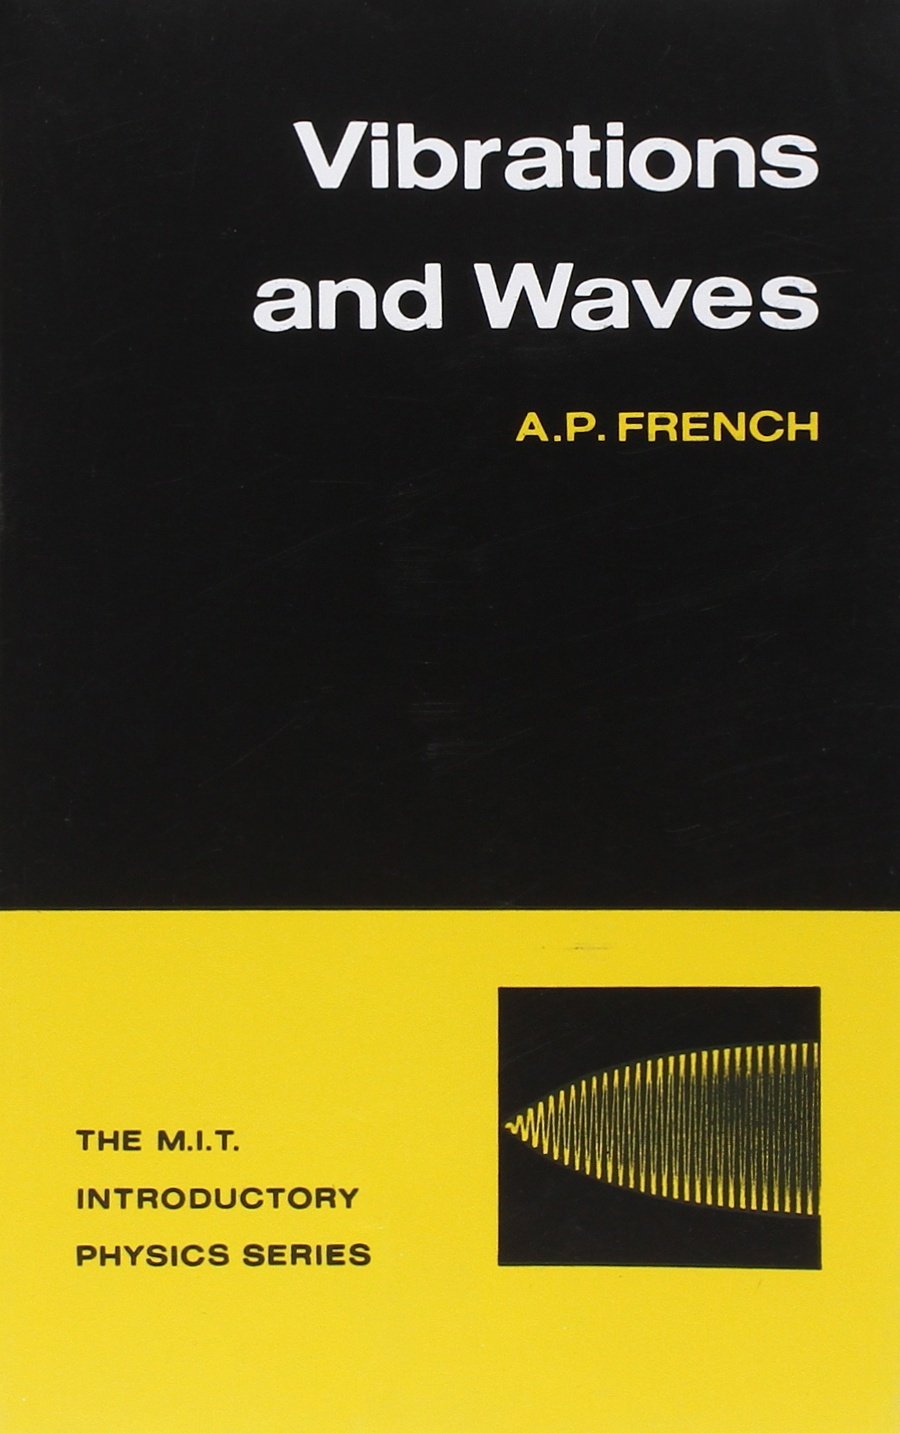 Vibrations
and Waves
A.P. FRENCH
THE M.I.T.
INTRODUCTORY
PHYSICS SERIES